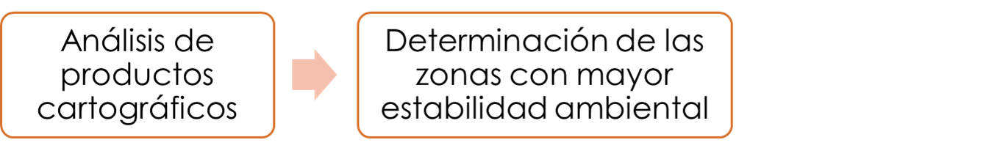 Análisis de
productos
cartográficos
Determinación de las
zonas con mayor
estabilidad ambiental